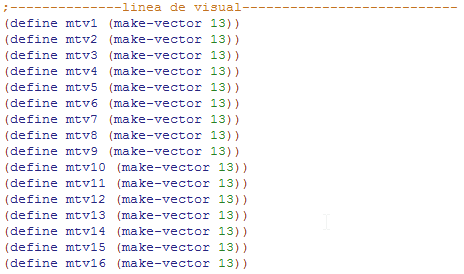 ;--------------linea de visual---------------------------
(define mtv1 (make-vector 13))
(define mtv2 (make-vector 13))
(define mtv3 (make-vector 13))
(define mtv4 (make-vector 13))
(define mtv5 (make-vector 13))
(define mtv6 (make-vector 13))
(define mtv7 (make-vector 13))
(define mtv8 (make-vector 13))
(define mtv9 (make-vector 13))
(define mtv10 (make-vector 13))
(define mtv11 (make-vector 13))
(define mtv12 (make-vector 13))
(define mtv13 (make-vector 13))
(define mtv14 (make-vector 13))
(define mtv15 (make-vector 13))
(define mtv16 (make-vector 13))